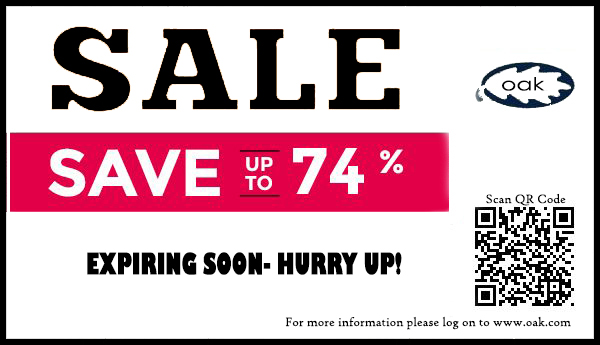 SALE
oak
SAVE UP TO 74 %
Scan QR Code
EXPIRING SOON- HURRY UP!
For more information please log on to www.oak.com